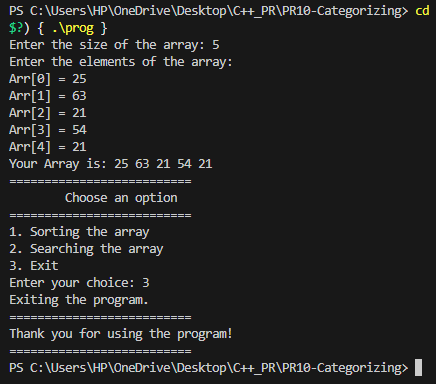 PS C:\Users\HP\OneDrive\Desktop\C++_PR\PR10-Categorizing> cd
$?) { .\prog }
Enter the size of the array: 5
Enter the elements of the array:
Arr[0] = 25
Arr[1] = 63
Arr[2] = 21
Arr[3] = 54
Arr[4] = 21
Your Array is: 25 63 21 54 21
==========================
        Choose an option
==========================
1. Sorting the array
2. Searching the array
3. Exit
Enter your choice: 3
Exiting the program.
==========================
Thank you for using the program!
==========================
PS C:\Users\HP\OneDrive\Desktop\C++_PR\PR10-Categorizing>